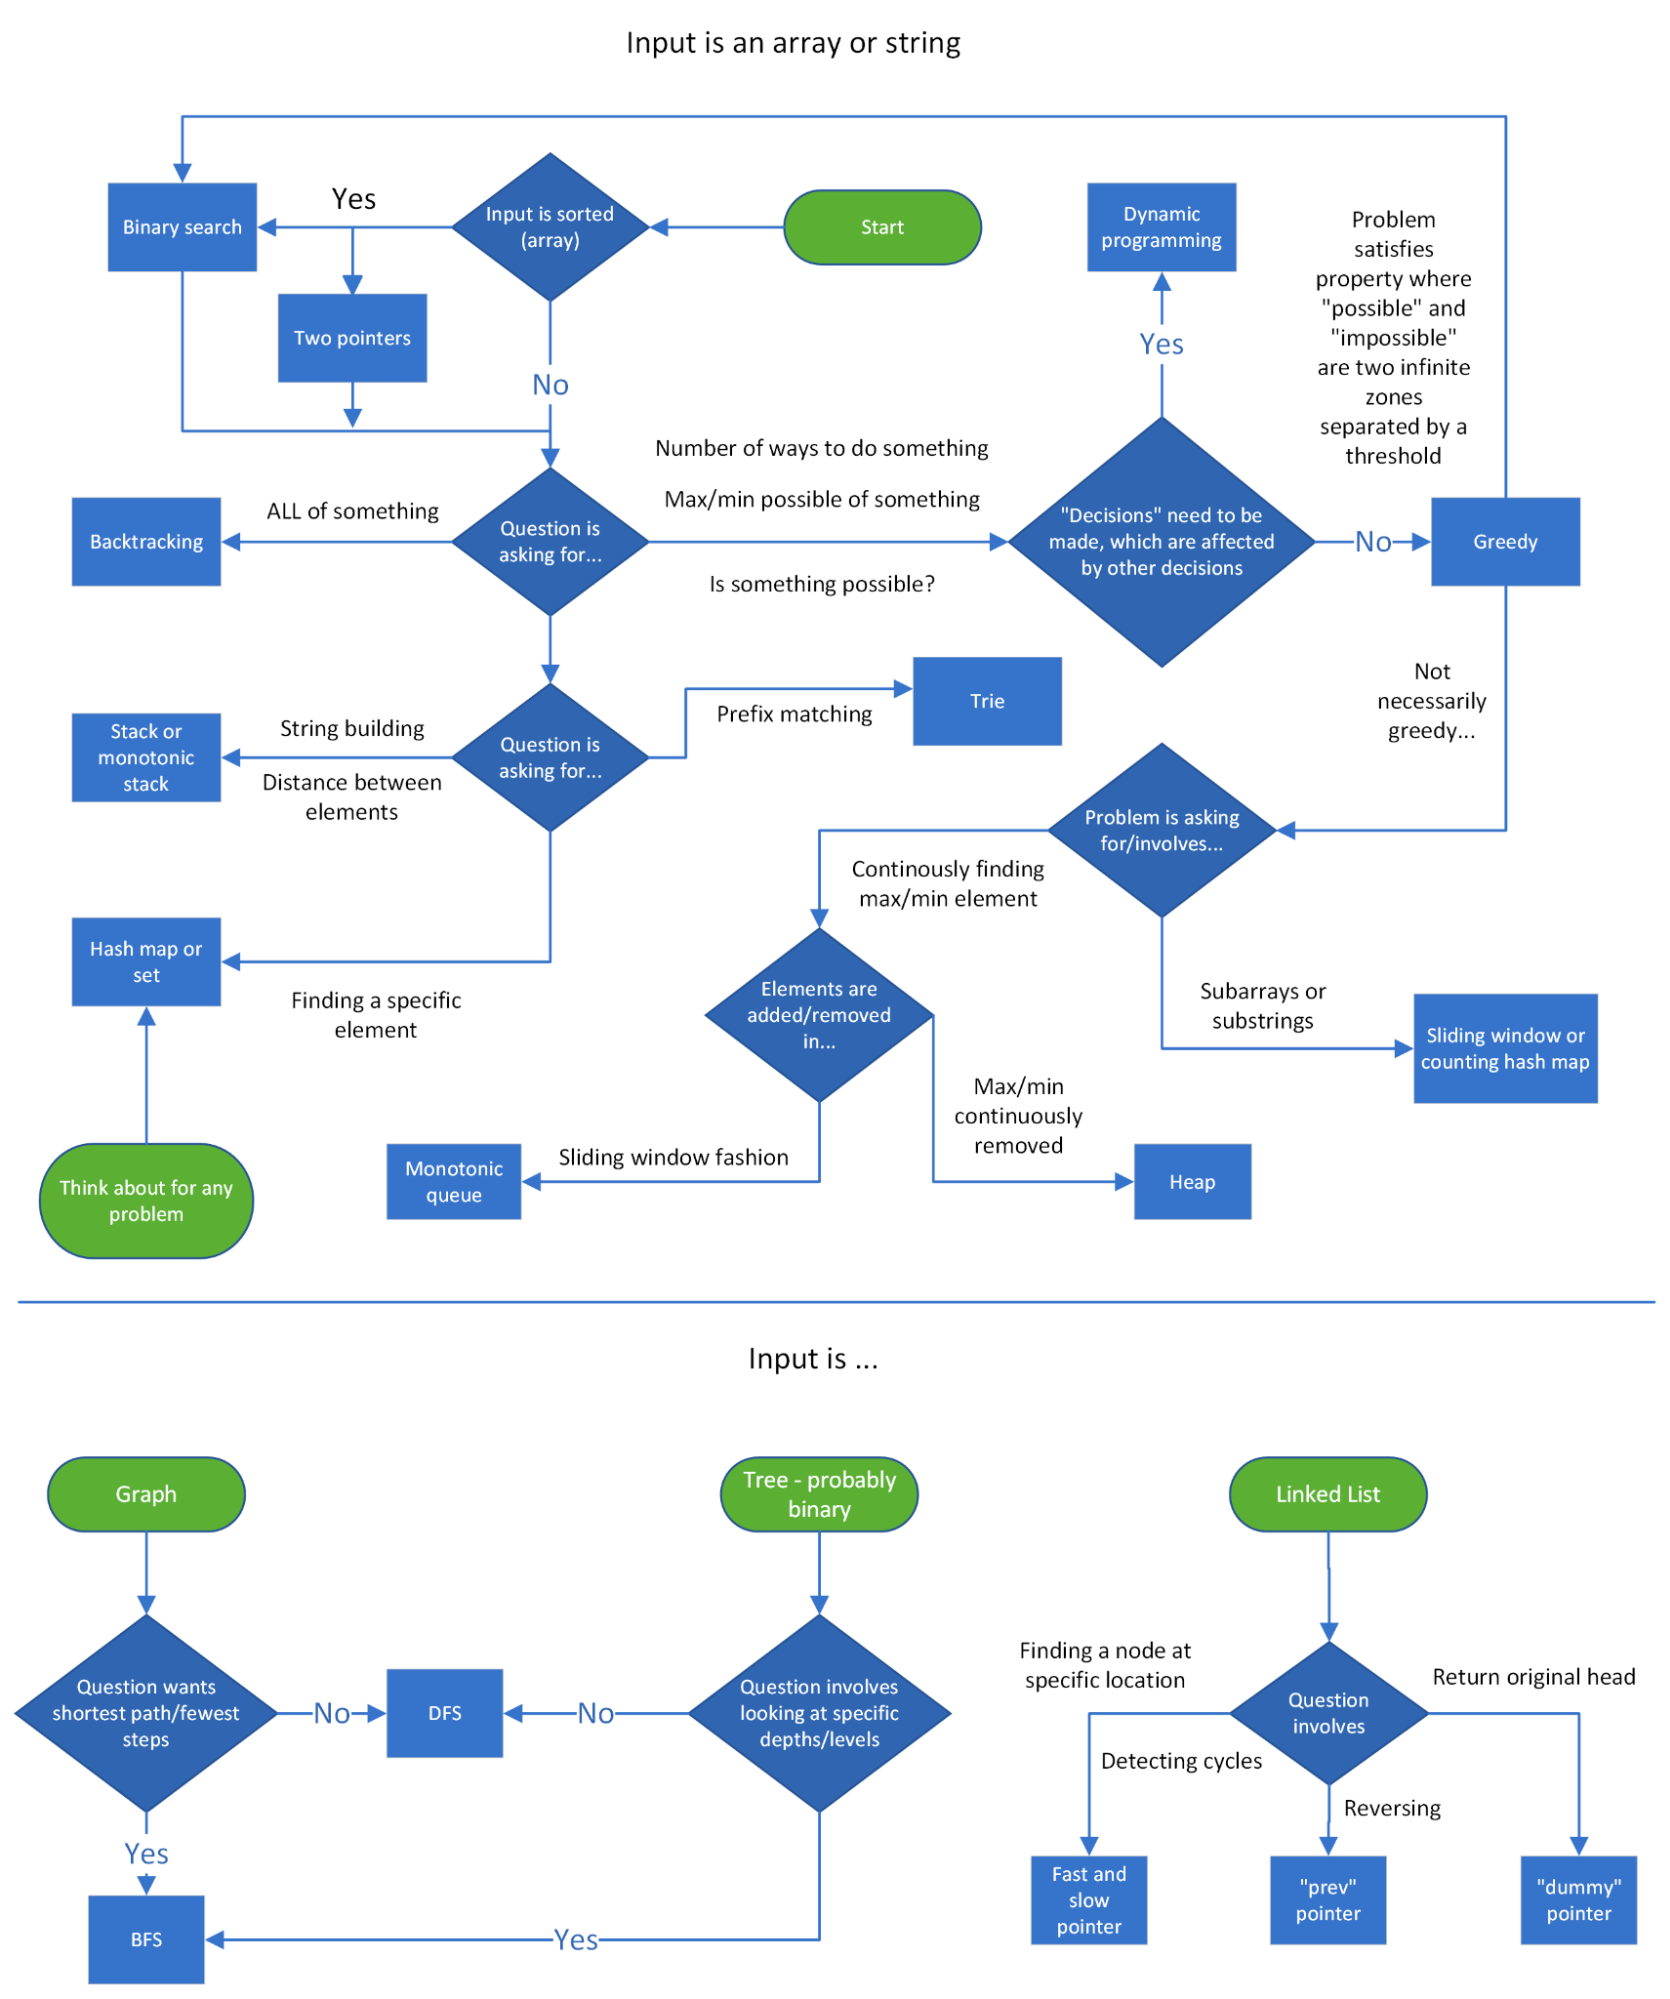 Input is an array or string
Yes
Input is sorted
(array)
Start
Binary search
Two pointers
No
Dynamic
programming
Yes
Problem
satisfies
property where
"possible" and
"impossible"
are two infinite
zones
separated by a
threshold
Number of ways to do something
Max/min possible of something
Is something possible?
ALL of something
Backtracking
Question is
asking for...
"Decisions" need to be
made, which are affected
by other decisions
No
Greedy
Not
necessarily
greedy...
Trie
Prefix matching
Question is
asking for...
String building
Distance between
elements
Stack or
monotonic
stack
Problem is asking
for/involves...
Continously finding
max/min element
Hash map or
set
Finding a specific
element
Elements are
added/removed
in...
Subarrays or
substrings
Sliding window or
counting hash map
Max/min
continuously
removed
Sliding window fashion
Monotonic
queue
Heap
Think about for any
problem
Input is ...
Graph
Tree - probably
binary
Linked List
Question wants
shortest path/fewest
steps
No
DFS
No
Question involves
looking at specific
depths/levels
Finding a node at
specific location
Question
involves
Return original head
Detecting cycles
Reversing
Yes
BFS
Yes
Fast and
slow
pointer
"prev"
pointer
"dummy"
pointer